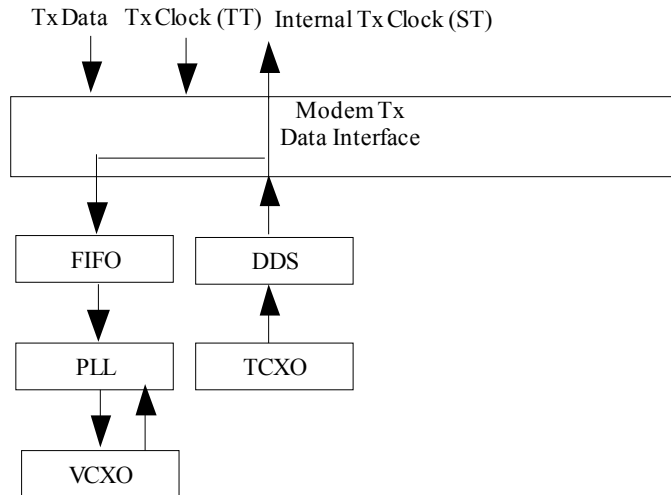 Tx Data
Tx Clock (TT)
Internal Tx Clock (ST)
Modem Tx
Data Interface
FIFO
DDS
PLL
TCXO
VCXO